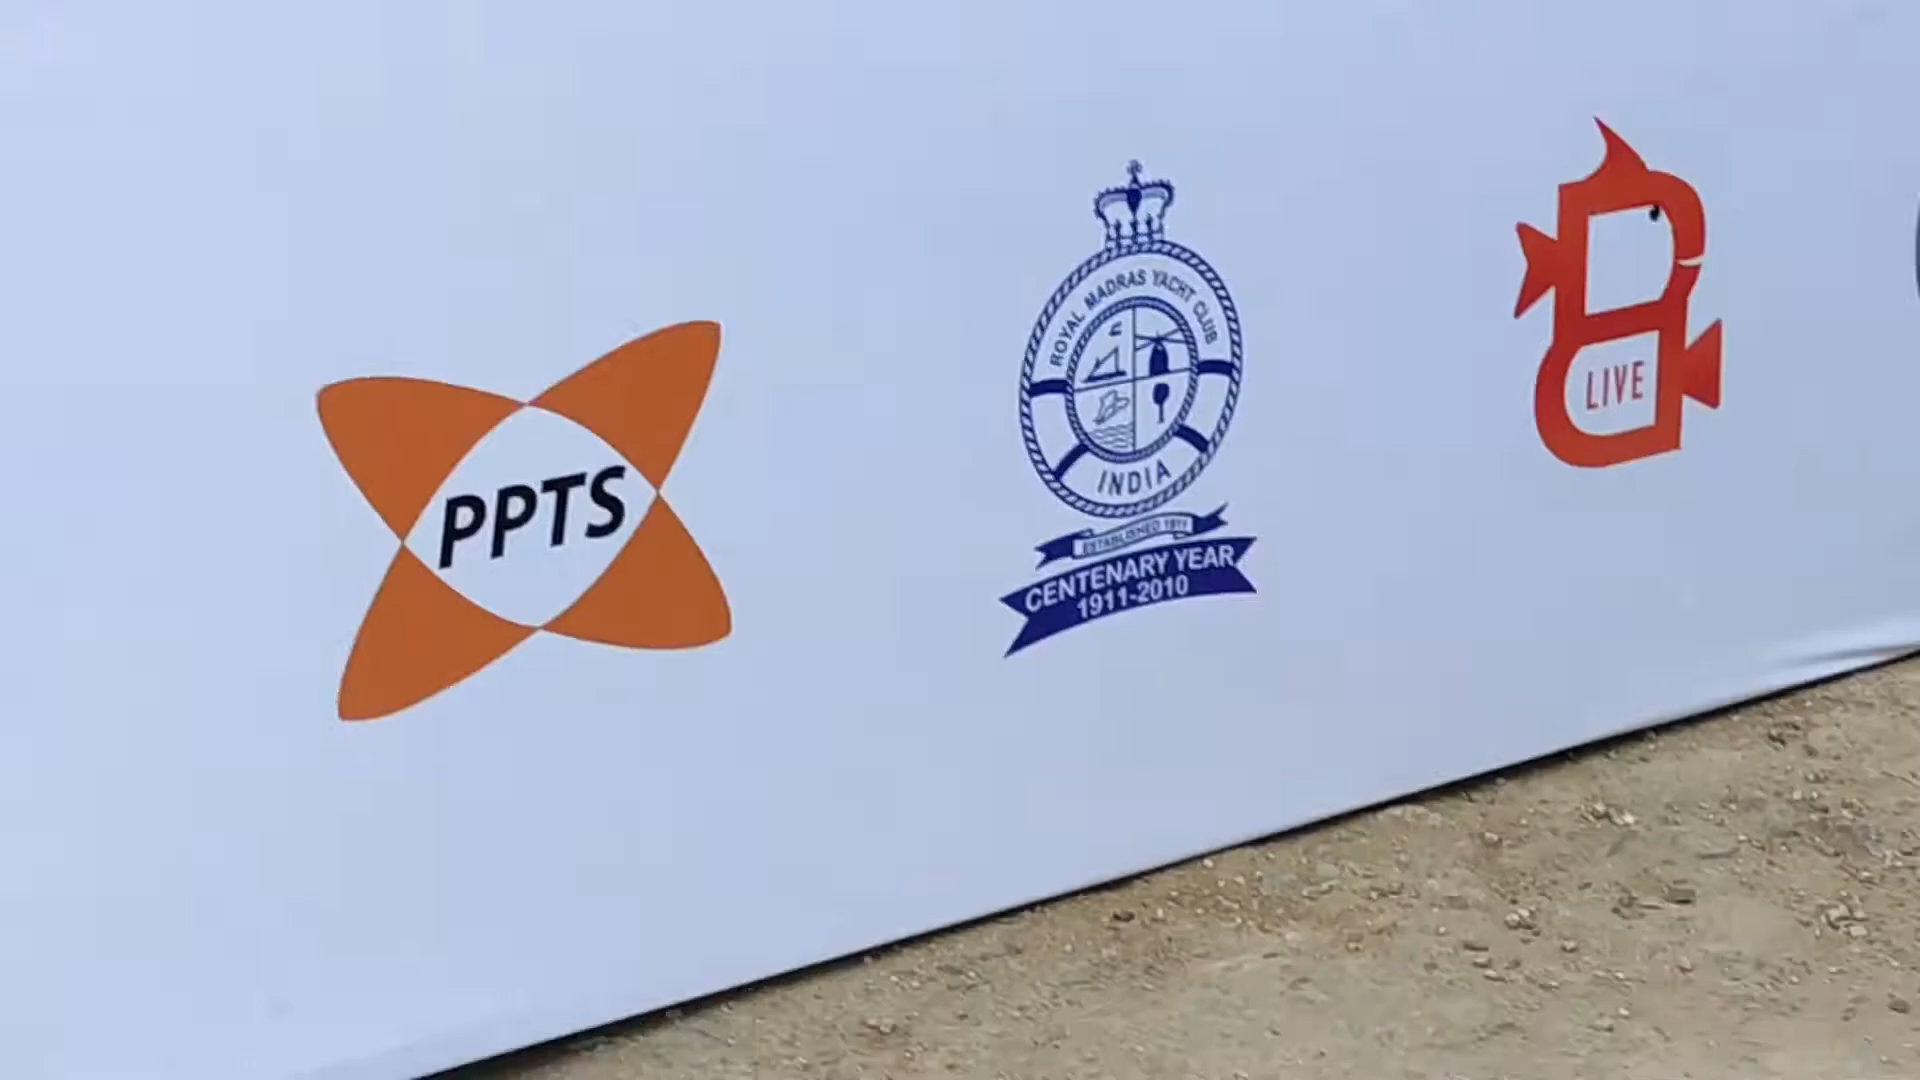 PPTS
ROYAL MADRAS YACHT CLUB
INDIA
ESTABLISHED 1911
CENTENARY YEAR
1911-2010
LIVE